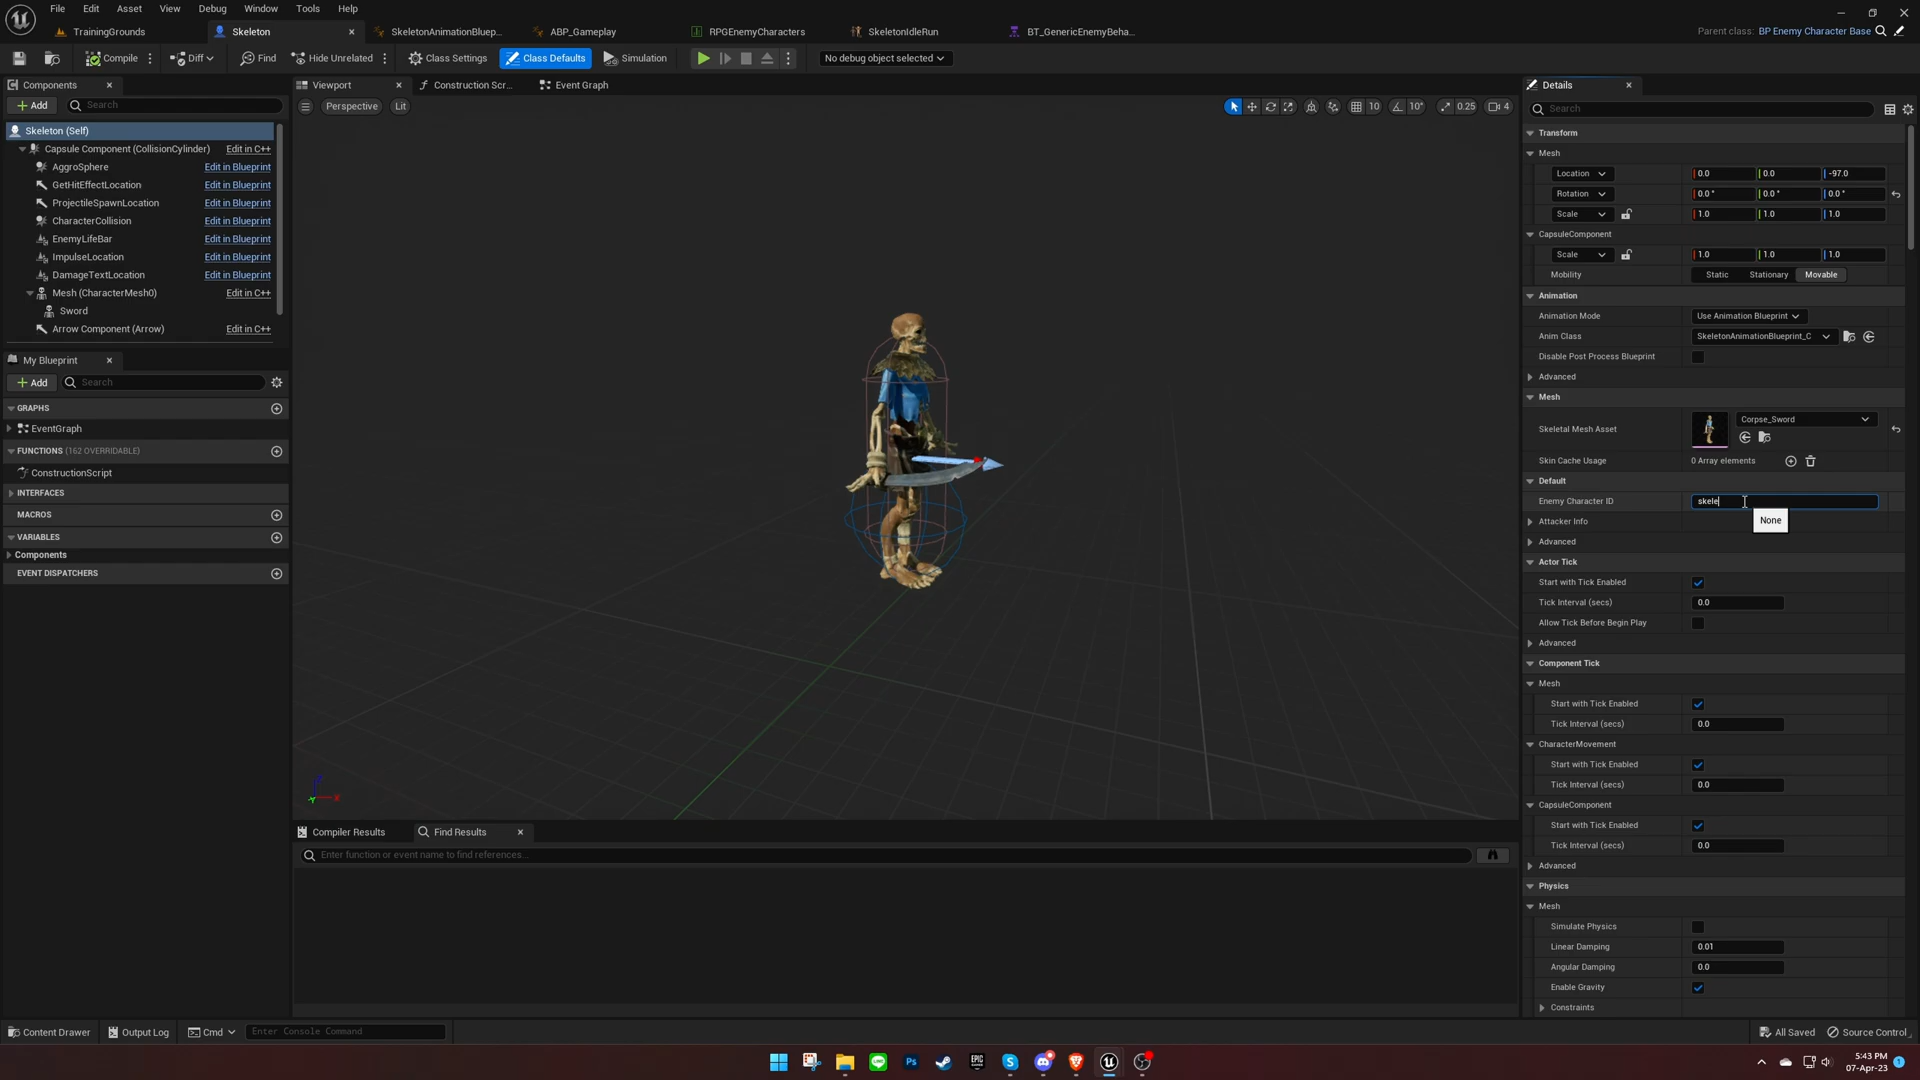 File Edit Asset View Debug Window Tools Help
TrainingGrounds Skeleton SkeletonAnimationBluep... ABP_Gameplay RPGEnemyCharacters SkeletonIdleRun BT_GenericEnemyBeha... Parent class: BP Enemy Character Base
Compile Diff Find Hide Unrelated Class Settings Class Defaults Simulation No debug object selected
Components
Add Search
Skeleton (Self)
Capsule Component (CollisionCylinder) Edit in C++
AggroSphere Edit in Blueprint
GetHitEffectLocation Edit in Blueprint
ProjectileSpawnLocation Edit in Blueprint
CharacterCollision Edit in Blueprint
EnemyLifeBar Edit in Blueprint
ImpulseLocation Edit in Blueprint
DamageTextLocation Edit in Blueprint
Mesh (CharacterMesh0) Edit in C++
Sword
Arrow Component (Arrow) Edit in C++
My Blueprint
Add Search
GRAPHS
EventGraph
FUNCTIONS (162 OVERRIDABLE)
ConstructionScript
INTERFACES
MACROS
VARIABLES
Components
EVENT DISPATCHERS
Viewport Construction Scr... Event Graph
Perspective Lit 10 10° 0.25 4
Compiler Results Find Results
Enter function or event name to find references...
Details
Search
Transform
Mesh
Location 0.0 0.0 -97.0
Rotation 0.0 ° 0.0 ° 0.0 °
Scale 1.0 1.0 1.0
CapsuleComponent
Scale 1.0 1.0 1.0
Mobility Static Stationary Movable
Animation
Animation Mode Use Animation Blueprint
Anim Class SkeletonAnimationBlueprint_C
Disable Post Process Blueprint
Advanced
Mesh
Skeletal Mesh Asset Corpse_Sword
Skin Cache Usage 0 Array elements
Default
Enemy Character ID skele
None
Attacker Info
Advanced
Actor Tick
Start with Tick Enabled
Tick Interval (secs) 0.0
Allow Tick Before Begin Play
Advanced
Component Tick
Mesh
Start with Tick Enabled
Tick Interval (secs) 0.0
CharacterMovement
Start with Tick Enabled
Tick Interval (secs) 0.0
CapsuleComponent
Start with Tick Enabled
Tick Interval (secs) 0.0
Advanced
Physics
Mesh
Simulate Physics
Linear Damping 0.01
Angular Damping 0.0
Enable Gravity
Constraints
Content Drawer Output Log Cmd Enter Console Command All Saved Source Control
5:43 PM
07-Apr-23